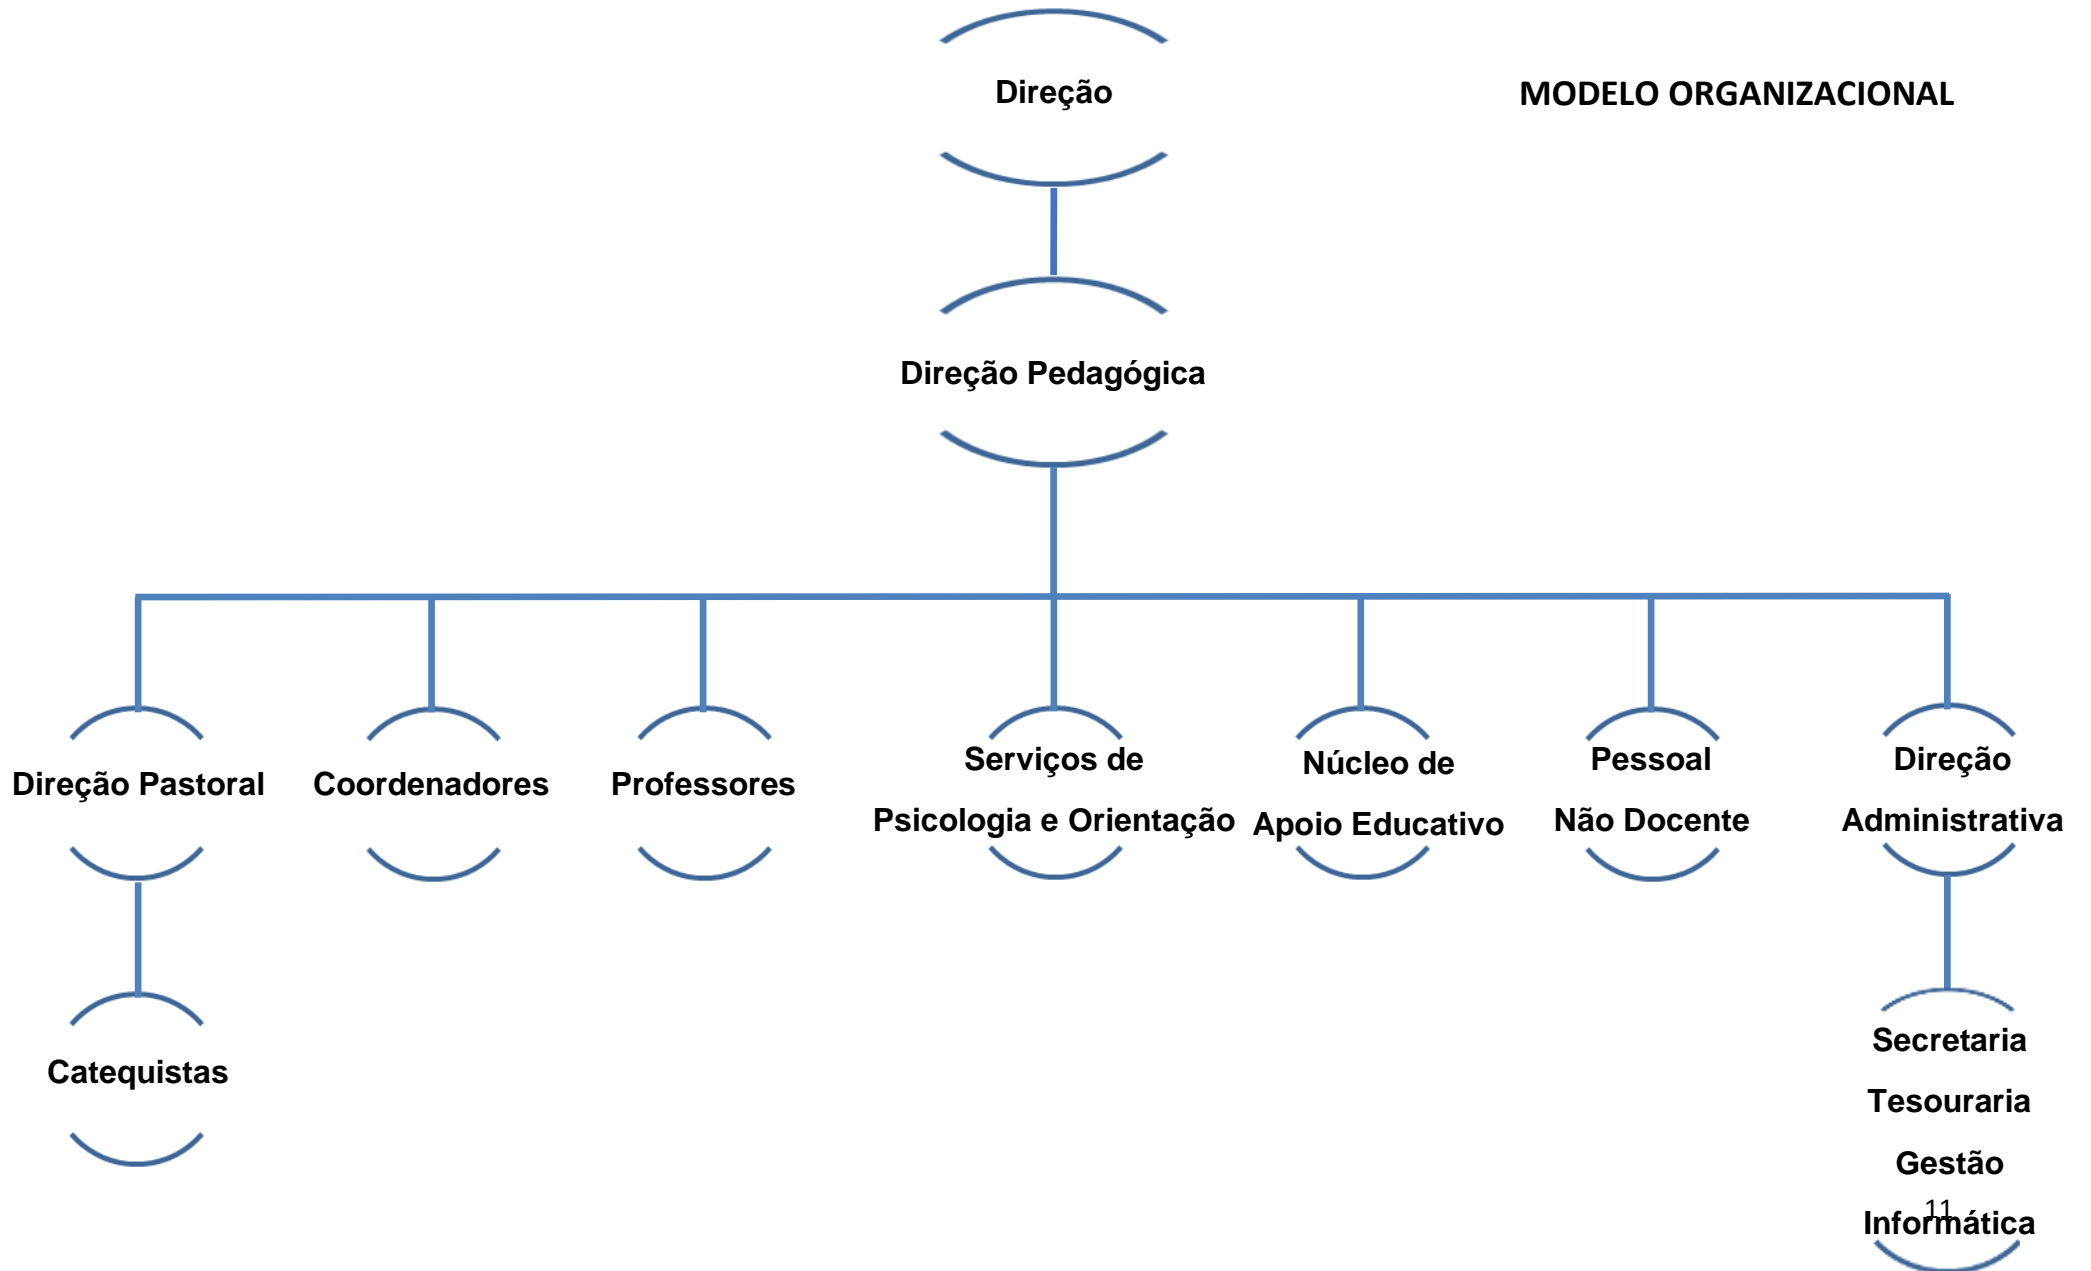 Direção
MODELO ORGANIZACIONAL
Direção Pedagógica
Direção Pastoral
Coordenadores
Professores
Serviços de
Psicologia e Orientação
Núcleo de
Apoio Educativo
Pessoal
Não Docente
Direção
Administrativa
Catequistas
Secretaria
Tesouraria
Gestão
Informática
11